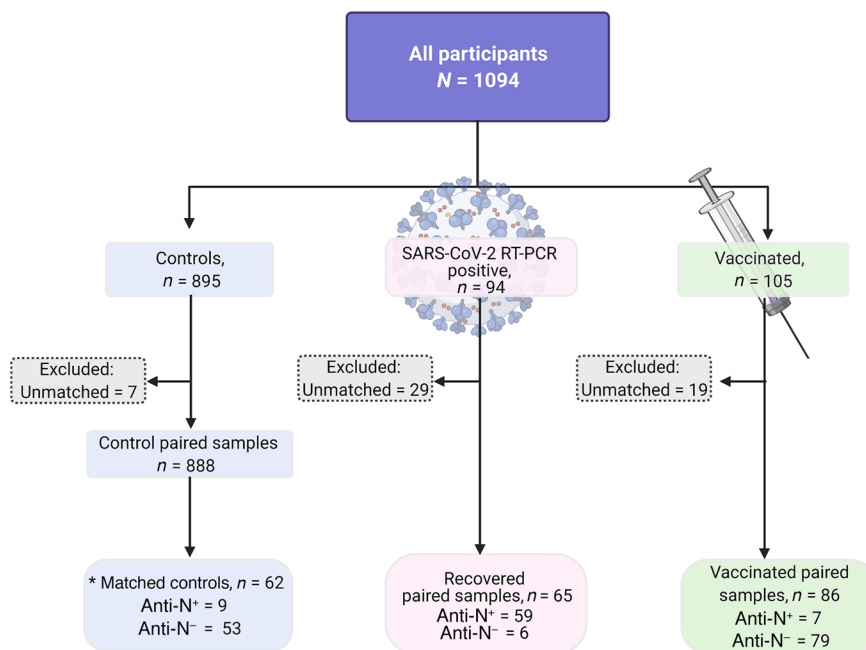 All participants
N = 1094
Controls,
n = 895
SARS-CoV-2 RT-PCR
positive,
n = 94
Vaccinated,
n = 105
Excluded:
Unmatched = 7
Excluded:
Unmatched = 29
Excluded:
Unmatched = 19
Control paired samples
n = 888
* Matched controls, n = 62
Anti-N⁺ = 9
Anti-N⁻ = 53
Recovered
paired samples, n = 65
Anti-N⁺ = 59
Anti-N⁻ = 6
Vaccinated paired
samples, n = 86
Anti-N⁺ = 7
Anti-N⁻ = 79